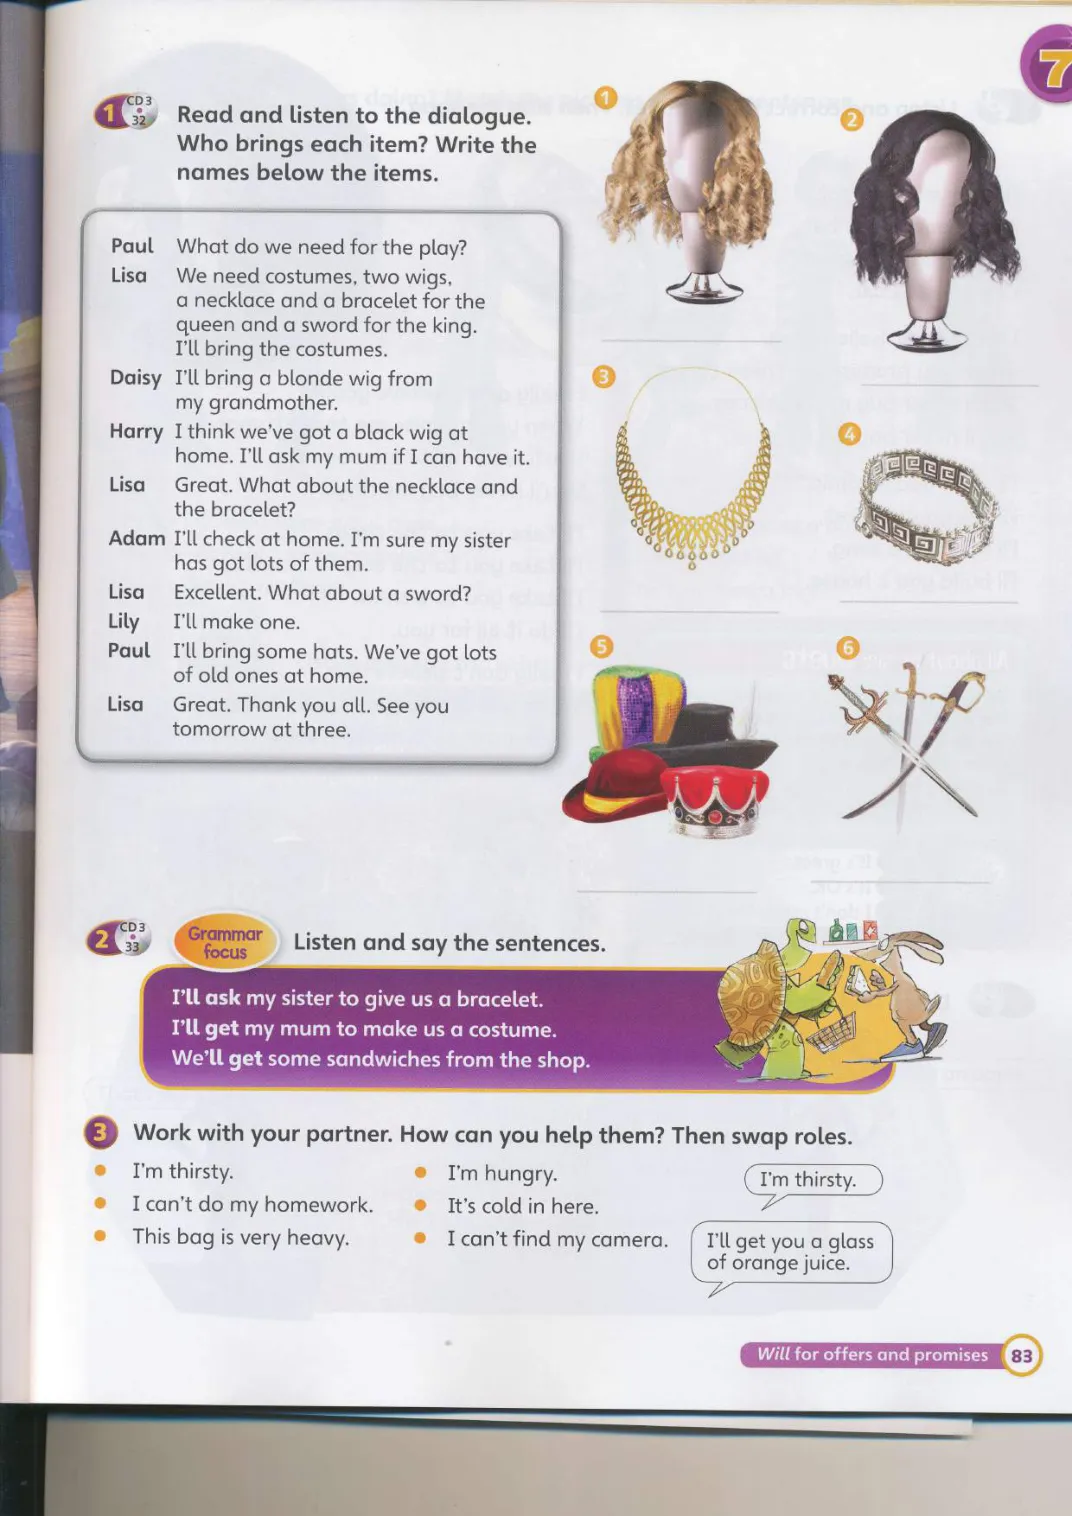 7
1 CD3 32 Read and listen to the dialogue.
Who brings each item? Write the
names below the items.
Paul What do we need for the play?
Lisa We need costumes, two wigs,
a necklace and a bracelet for the
queen and a sword for the king.
I'll bring the costumes.
Daisy I'll bring a blonde wig from
my grandmother.
Harry I think we've got a black wig at
home. I'll ask my mum if I can have it.
Lisa Great. What about the necklace and
the bracelet?
Adam I'll check at home. I'm sure my sister
has got lots of them.
Lisa Excellent. What about a sword?
Lily I'll make one.
Paul I'll bring some hats. We've got lots
of old ones at home.
Lisa Great. Thank you all. See you
tomorrow at three.
1
2
3
4
5
6
2 CD3 33 Grammar focus Listen and say the sentences.
I'll ask my sister to give us a bracelet.
I'll get my mum to make us a costume.
We'll get some sandwiches from the shop.
3 Work with your partner. How can you help them? Then swap roles.
I'm thirsty.
I can't do my homework.
This bag is very heavy.
I'm hungry.
It's cold in here.
I can't find my camera.
I'm thirsty.
I'll get you a glass
of orange juice.
Will for offers and promises 83